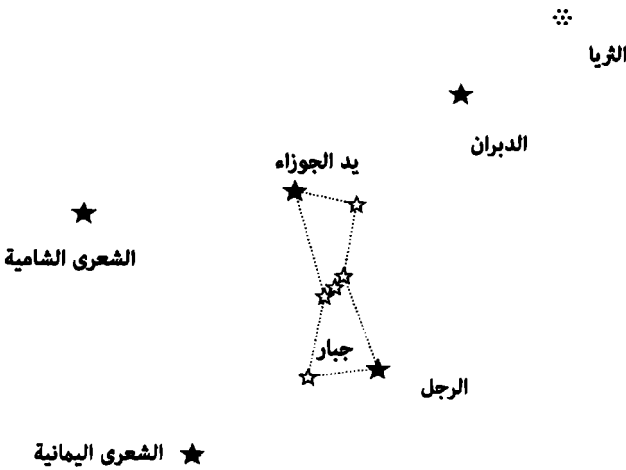 الثريا
الدبران
يد الجوزاء
الشعرى الشامية
جبار
الرجل
الشعرى اليمانية